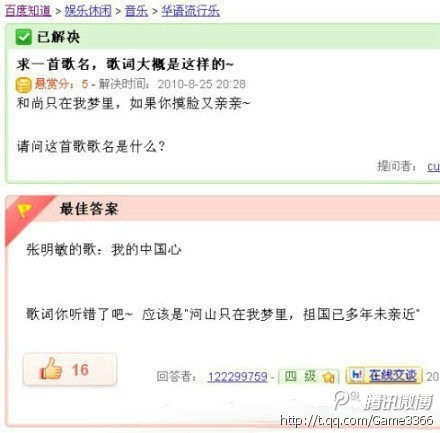 百度知道 > 娱乐休闲 > 音乐 > 华语流行乐
已解决
求一首歌名，歌词大概是这样的~
悬赏分：5 - 解决时间：2010-8-25 20:28
和尚只在我梦里，如果你摸脸又亲亲~
请问这首歌歌名是什么？
提问者： cu
最佳答案
张明敏的歌：我的中国心
歌词你听错了吧~ 应该是"河山只在我梦里，祖国已多年未亲近"
16
回答者： 122299759 - 四 级 在线交谈 20
腾讯微博
http://t.qq.com/Game3366